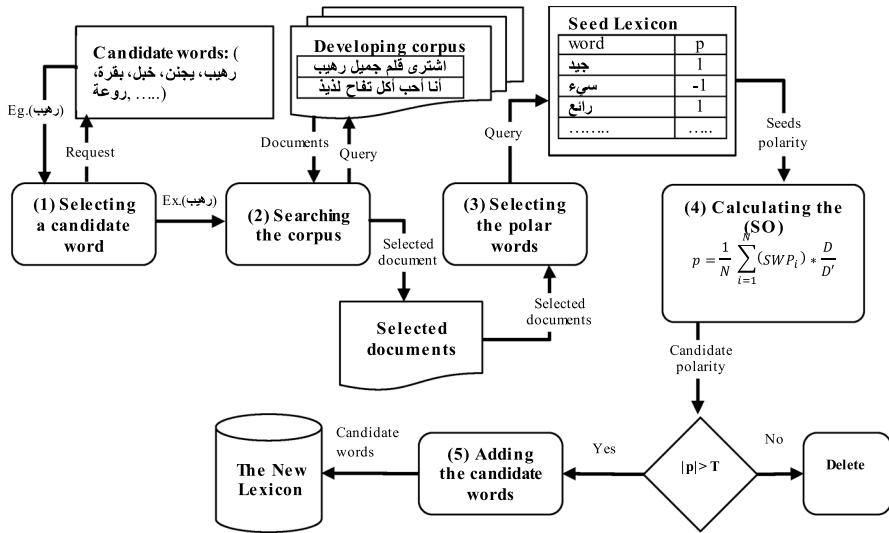 Candidate words: (
رهيب، يجنن، خبل، بقرة،
روعة, …..)
Developing corpus
اشترى قلم جميل رهيب
أنا أحب أكل تفاح لذيذ
Seed Lexicon
word p
جيد 1
سيء -1
رائع 1
…….. …..
Eg.(رهيب)
Request
Documents
Query
Query
Seeds
polarity
(1) Selecting
a candidate
word
Ex.(رهيب)
(2) Searching
the corpus
(3) Selecting
the polar
words
(4) Calculating the
(SO)
p = 1/N ∑_{i=1}^{N} (SWP_i) * D/D'
Selected
document
Selected
documents
Selected
documents
Candidate
polarity
The New
Lexicon
Candidate
words
(5) Adding
the candidate
words
Yes
|p|> T
No
Delete